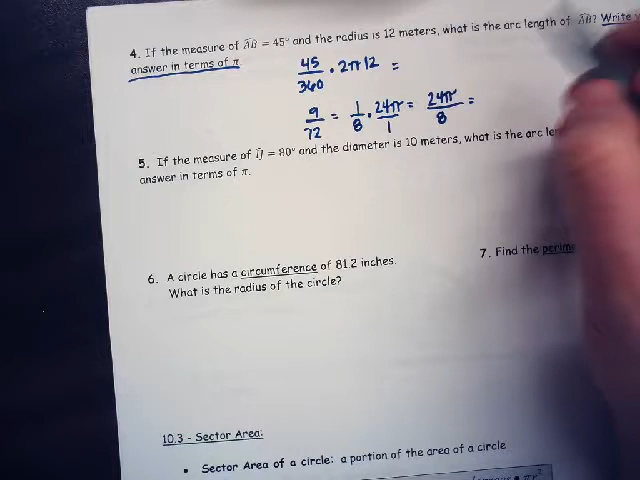 4. If the measure of AB = 45° and the radius is 12 meters, what is the arc length of AB? Write
answer in terms of π.
45/360 · 2π12 =
9/72 = 1/8 · 24π/1 = 24π/8 =
5. If the measure of IJ = 80° and the diameter is 10 meters, what is the arc
answer in terms of π.
6. A circle has a circumference of 81.2 inches.
What is the radius of the circle?
7. Find the
10.3 - Sector Area:
• Sector Area of a circle: a portion of the area of a circle
• πr²